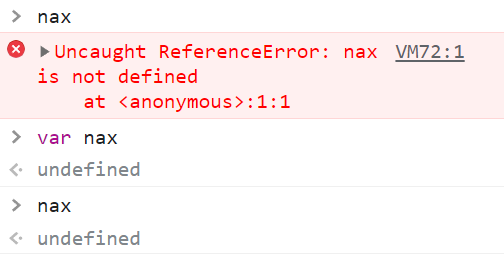 nax
Uncaught ReferenceError: nax VM72:1
is not defined
at <anonymous>:1:1
var nax
undefined
nax
undefined